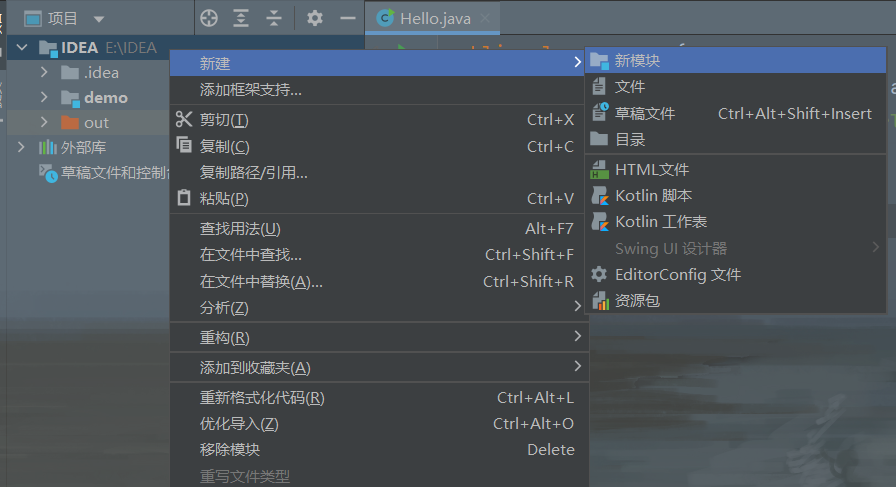 项目
Hello.java
IDEA E:\IDEA
.idea
demo
out
外部库
草稿文件和控制台
新建
添加框架支持...
剪切(T) Ctrl+X
复制(C) Ctrl+C
复制路径/引用...
粘贴(P) Ctrl+V
查找用法(U) Alt+F7
在文件中查找... Ctrl+Shift+F
在文件中替换(A)... Ctrl+Shift+R
分析(Z)
重构(R)
添加到收藏夹(A)
重新格式化代码(R) Ctrl+Alt+L
优化导入(Z) Ctrl+Alt+O
移除模块 Delete
重写文件类型
新模块
文件
草稿文件 Ctrl+Alt+Shift+Insert
目录
HTML文件
Kotlin 脚本
Kotlin 工作表
Swing UI 设计器
EditorConfig 文件
资源包